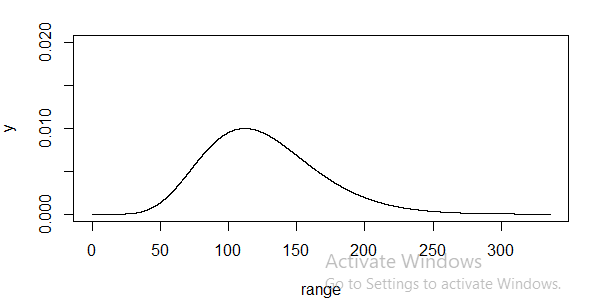 0.020
0.010
0.000
y
0 50 100 150 200 250 300
range
Activate Windows
Go to Settings to activate Windows.